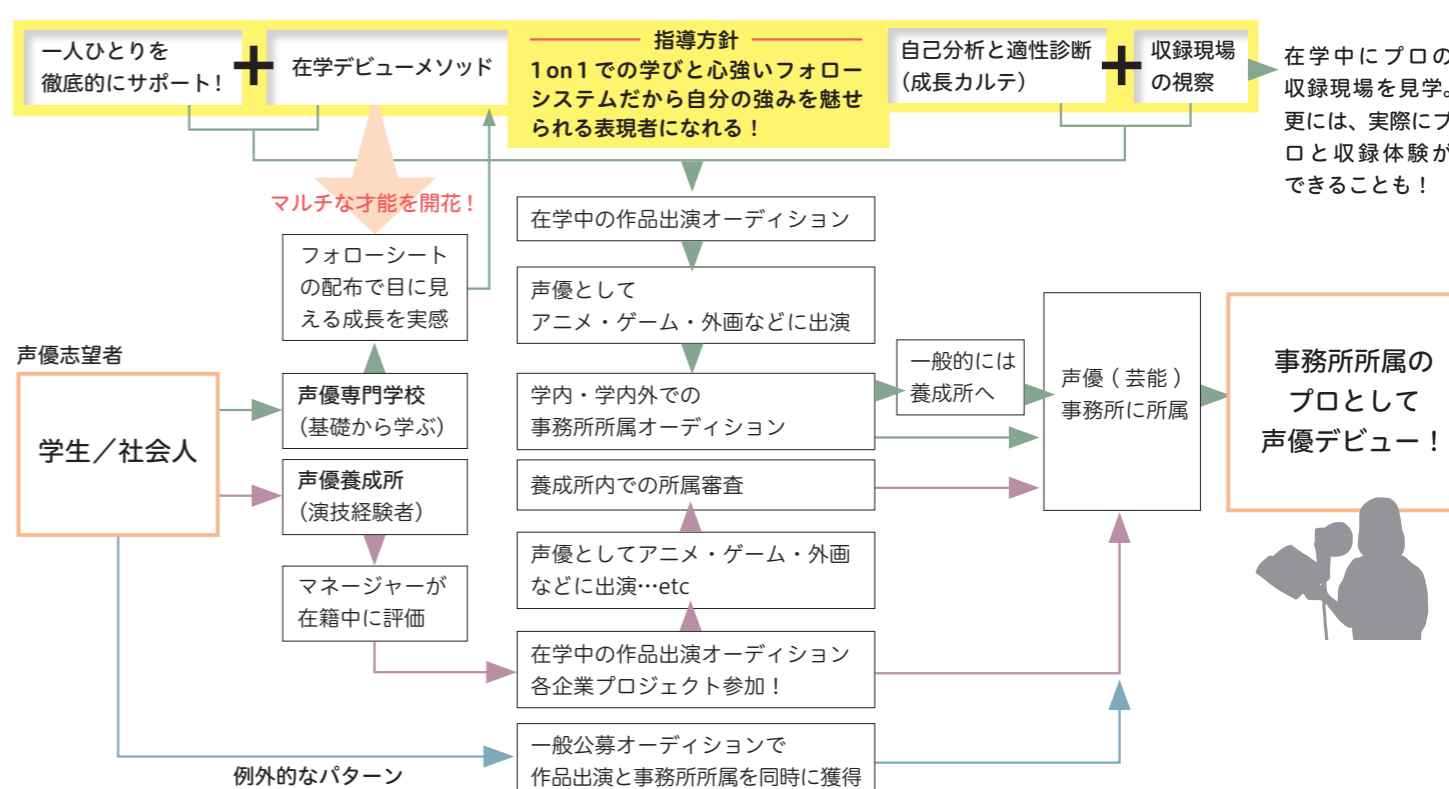 一人ひとりを
徹底的にサポート！
＋
在学デビューメソッド
指導方針
1on1での学びと心強いフォロー
システムだから自分の強みを魅せ
られる表現者になれる！
自己分析と適性診断
(成長カルテ)
＋
収録現場
の視察
在学中にプロの
収録現場を見学。
更には、実際にプ
ロと収録体験が
できることも！
マルチな才能を開花！
フォローシート
の配布で目に見
える成長を実感
在学中の作品出演オーディション
声優として
アニメ・ゲーム・外画などに出演
声優志望者
学生／社会人
声優専門学校
(基礎から学ぶ)
声優養成所
(演技経験者)
マネージャーが
在籍中に評価
学内・学内外での
事務所所属オーディション
一般的には
養成所へ
声優(芸能)
事務所に所属
事務所所属の
プロとして
声優デビュー！
養成所内での所属審査
声優としてアニメ・ゲーム・外画
などに出演…etc
在学中の作品出演オーディション
各企業プロジェクト参加！
例外的なパターン
一般公募オーディションで
作品出演と事務所所属を同時に獲得